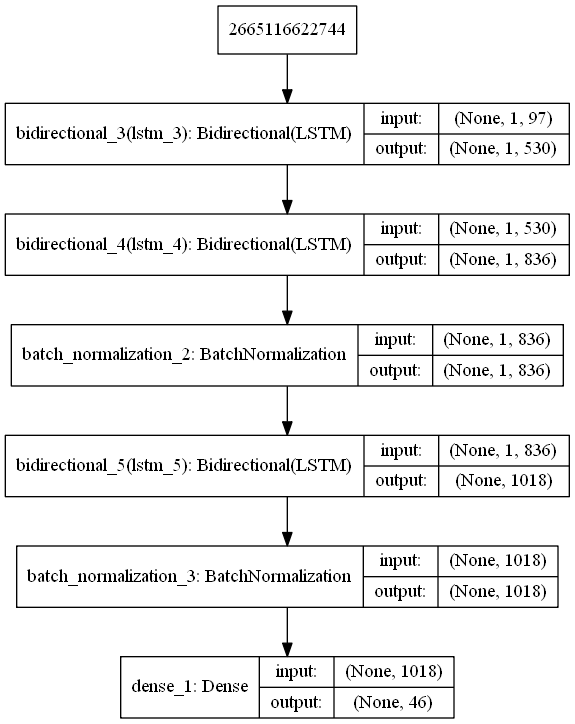 2665116622744
bidirectional_3(lstm_3): Bidirectional(LSTM)
input: (None, 1, 97)
output: (None, 1, 530)
bidirectional_4(lstm_4): Bidirectional(LSTM)
input: (None, 1, 530)
output: (None, 1, 836)
batch_normalization_2: BatchNormalization
input: (None, 1, 836)
output: (None, 1, 836)
bidirectional_5(lstm_5): Bidirectional(LSTM)
input: (None, 1, 836)
output: (None, 1018)
batch_normalization_3: BatchNormalization
input: (None, 1018)
output: (None, 1018)
dense_1: Dense
input: (None, 1018)
output: (None, 46)